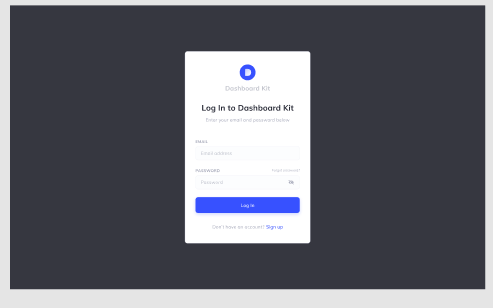 Dashboard Kit
Log In to Dashboard Kit
Enter your email and password below
EMAIL
Email address
PASSWORD
Forgot password?
Password
Log In
Don't have an account? Sign up